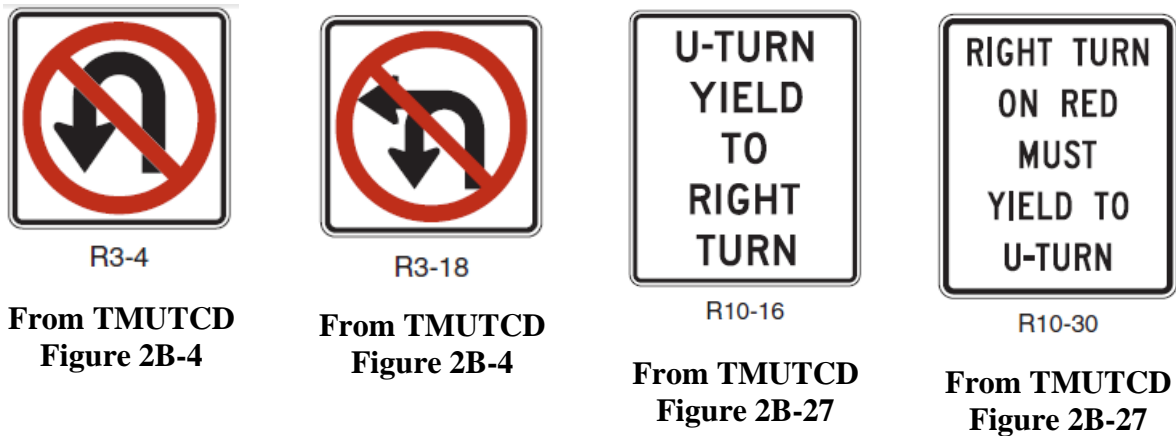 R3-4
From TMUTCD
Figure 2B-4
R3-18
From TMUTCD
Figure 2B-4
U-TURN
YIELD
TO
RIGHT
TURN
R10-16
From TMUTCD
Figure 2B-27
RIGHT TURN
ON RED
MUST
YIELD TO
U-TURN
R10-30
From TMUTCD
Figure 2B-27